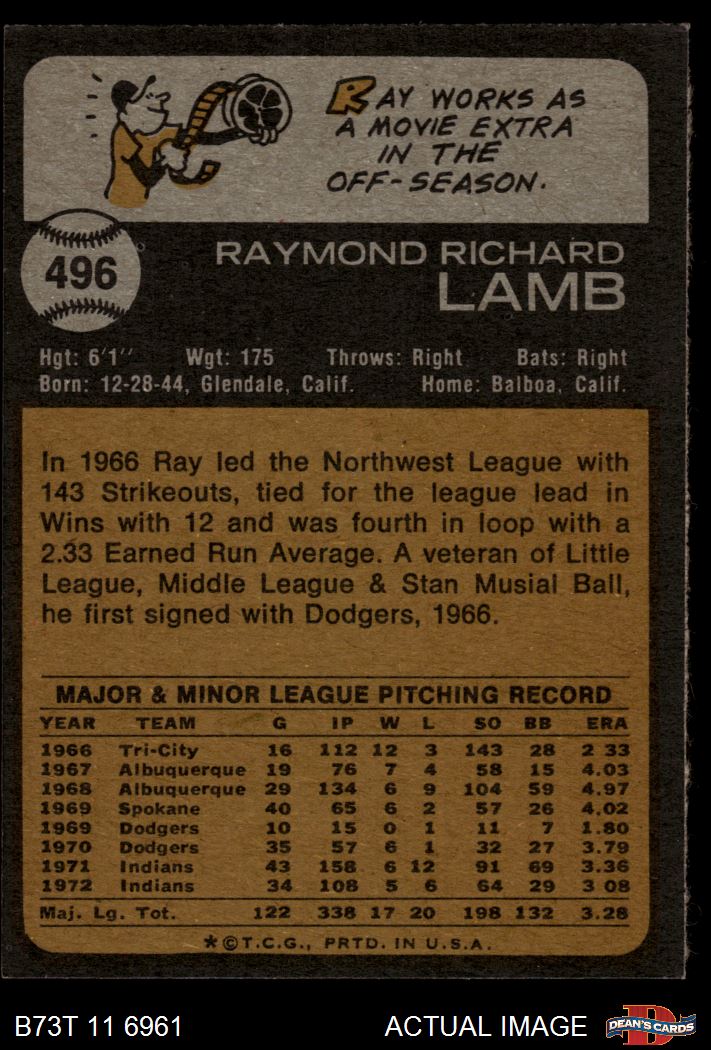 RAY WORKS AS
A MOVIE EXTRA
IN THE
OFF-SEASON.
496
RAYMOND RICHARD
LAMB
Hgt: 6'1" Wgt: 175 Throws: Right Bats: Right
Born: 12-28-44, Glendale, Calif. Home: Balboa, Calif.
In 1966 Ray led the Northwest League with
143 Strikeouts, tied for the league lead in
Wins with 12 and was fourth in loop with a
2.33 Earned Run Average. A veteran of Little
League, Middle League & Stan Musial Ball,
he first signed with Dodgers, 1966.
MAJOR & MINOR LEAGUE PITCHING RECORD
YEAR TEAM G IP W L SO BB ERA
1966 Tri-City 16 112 12 3 143 28 2 33
1967 Albuquerque 19 76 7 4 58 15 4.03
1968 Albuquerque 29 134 6 9 104 59 4.97
1969 Spokane 40 65 6 2 57 26 4.02
1969 Dodgers 10 15 0 1 11 7 1.80
1970 Dodgers 35 57 6 1 32 27 3.79
1971 Indians 43 158 6 12 91 69 3.36
1972 Indians 34 108 5 6 64 29 3 08
Maj. Lg. Tot. 122 338 17 20 198 132 3.28
*©T.C.G., PRTD. IN U.S.A.
B73T 11 6961 ACTUAL IMAGE D DEAN'S CARDS